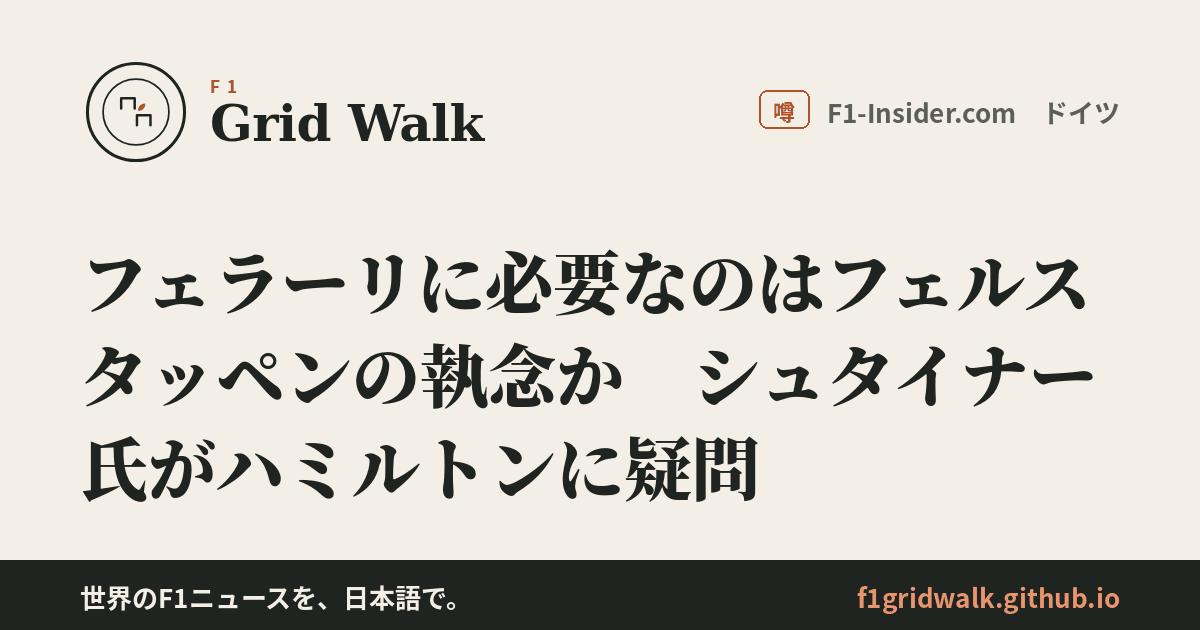 F1
Grid Walk
噂 F1-Insider.com ドイツ
フェラーリに必要なのはフェルス
タッペンの執念か　シュタイナー
氏がハミルトンに疑問
世界のF1ニュースを、日本語で。
f1gridwalk.github.io